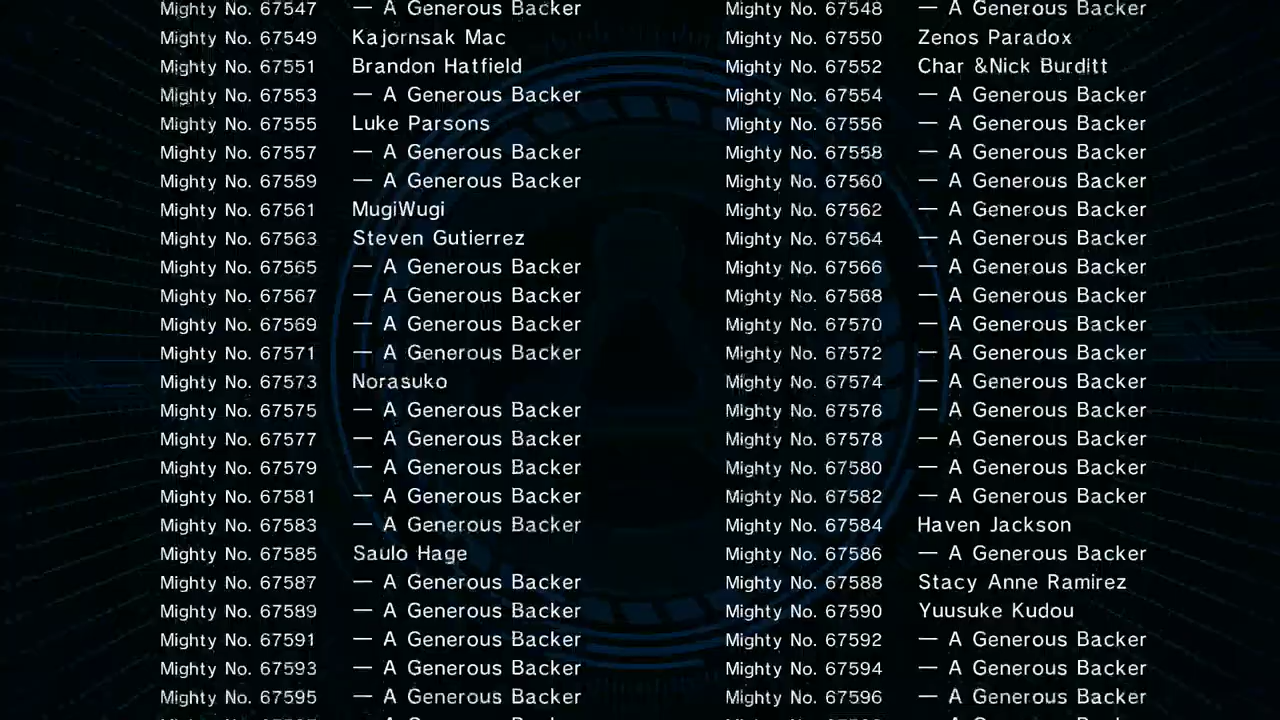 Mighty No. 67547 — A Generous Backer Mighty No. 67548 — A Generous Backer
Mighty No. 67549 Kajornsak Mac Mighty No. 67550 Zenos Paradox
Mighty No. 67551 Brandon Hatfield Mighty No. 67552 Char &Nick Burditt
Mighty No. 67553 — A Generous Backer Mighty No. 67554 — A Generous Backer
Mighty No. 67555 Luke Parsons Mighty No. 67556 — A Generous Backer
Mighty No. 67557 — A Generous Backer Mighty No. 67558 — A Generous Backer
Mighty No. 67559 — A Generous Backer Mighty No. 67560 — A Generous Backer
Mighty No. 67561 MugiWugi Mighty No. 67562 — A Generous Backer
Mighty No. 67563 Steven Gutierrez Mighty No. 67564 — A Generous Backer
Mighty No. 67565 — A Generous Backer Mighty No. 67566 — A Generous Backer
Mighty No. 67567 — A Generous Backer Mighty No. 67568 — A Generous Backer
Mighty No. 67569 — A Generous Backer Mighty No. 67570 — A Generous Backer
Mighty No. 67571 — A Generous Backer Mighty No. 67572 — A Generous Backer
Mighty No. 67573 Norasuko Mighty No. 67574 — A Generous Backer
Mighty No. 67575 — A Generous Backer Mighty No. 67576 — A Generous Backer
Mighty No. 67577 — A Generous Backer Mighty No. 67578 — A Generous Backer
Mighty No. 67579 — A Generous Backer Mighty No. 67580 — A Generous Backer
Mighty No. 67581 — A Generous Backer Mighty No. 67582 — A Generous Backer
Mighty No. 67583 — A Generous Backer Mighty No. 67584 Haven Jackson
Mighty No. 67585 Saulo Hage Mighty No. 67586 — A Generous Backer
Mighty No. 67587 — A Generous Backer Mighty No. 67588 Stacy Anne Ramirez
Mighty No. 67589 — A Generous Backer Mighty No. 67590 Yuusuke Kudou
Mighty No. 67591 — A Generous Backer Mighty No. 67592 — A Generous Backer
Mighty No. 67593 — A Generous Backer Mighty No. 67594 — A Generous Backer
Mighty No. 67595 — A Generous Backer Mighty No. 67596 — A Generous Backer